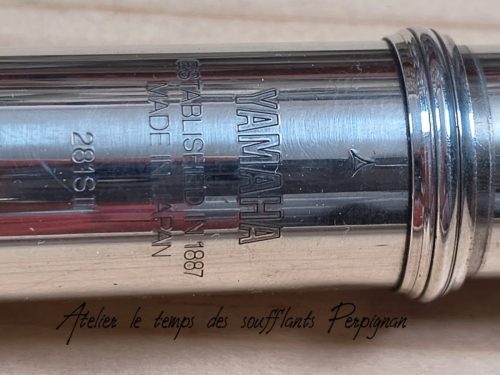 YAMAHA
ESTABLISHED IN 1887
MADE IN JAPAN
281SII
Atelier le temps des soufflants Perpignan